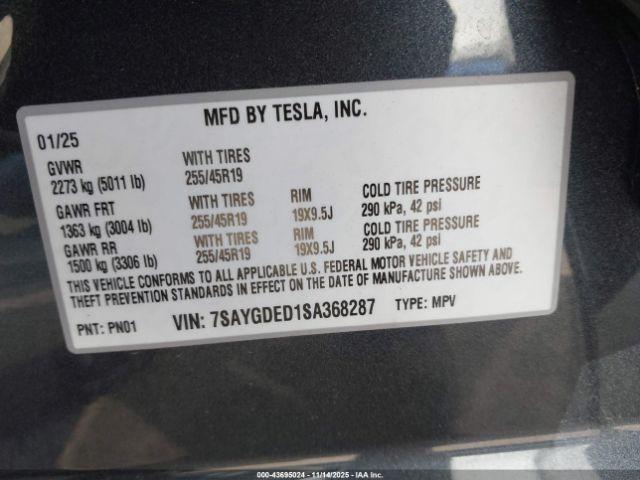 MFD BY TESLA, INC.
01/25
GVWR WITH TIRES
2273 kg (5011 lb) 255/45R19
GAWR FRT WITH TIRES RIM COLD TIRE PRESSURE
1363 kg (3004 lb) 255/45R19 19X9.5J 290 kPa, 42 psi
GAWR RR WITH TIRES RIM COLD TIRE PRESSURE
1500 kg (3306 lb) 255/45R19 19X9.5J 290 kPa, 42 psi
THIS VEHICLE CONFORMS TO ALL APPLICABLE U.S. FEDERAL MOTOR VEHICLE SAFETY AND
THEFT PREVENTION STANDARDS IN EFFECT ON THE DATE OF MANUFACTURE SHOWN ABOVE.
PNT: PN01 VIN: 7SAYGDED1SA368287 TYPE: MPV
000-43695024 | 11/14/2025 | IAA Inc.